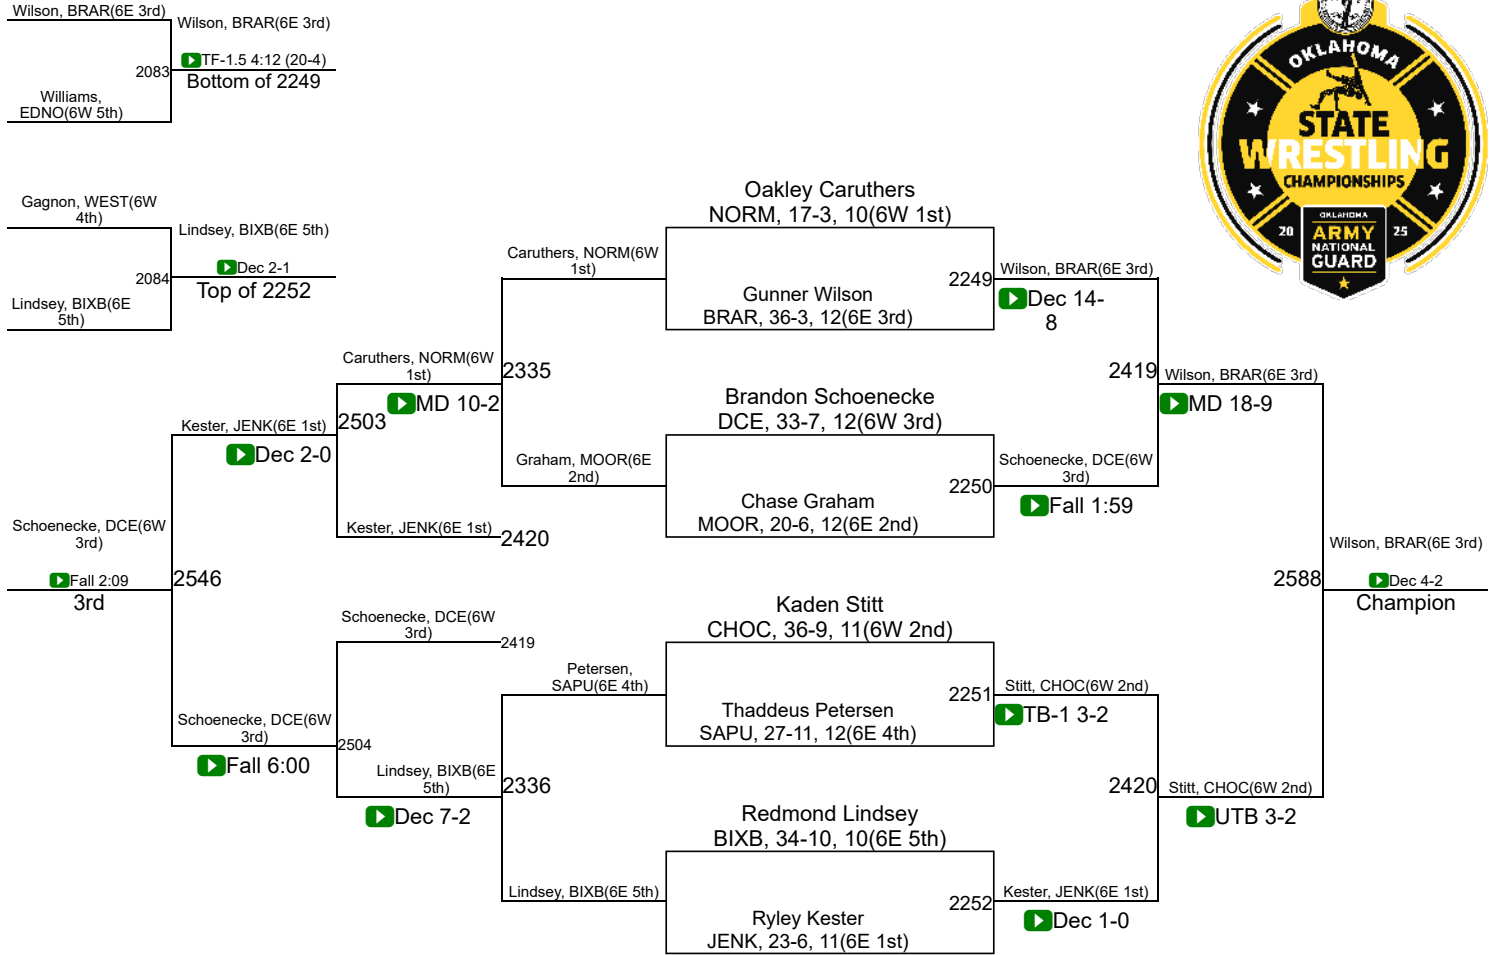 Wilson, BRAR(6E 3rd)
Wilson, BRAR(6E 3rd)
2083
TF-1.5 4:12 (20-4)
Bottom of 2249
Williams,
EDNO(6W 5th)
Gagnon, WEST(6W
4th)
Lindsey, BIXB(6E 5th)
2084
Dec 2-1
Top of 2252
Lindsey, BIXB(6E
5th)
OKLAHOMA
STATE
WRESTLING
CHAMPIONSHIPS
OKLAHOMA
20
ARMY
25
NATIONAL
GUARD
Oakley Caruthers
NORM, 17-3, 10(6W 1st)
Caruthers, NORM(6W
1st)
2249
Wilson, BRAR(6E 3rd)
Gunner Wilson
BRAR, 36-3, 12(6E 3rd)
Dec 14-
8
Caruthers, NORM(6W
1st)
2335
MD 10-2
2419
Wilson, BRAR(6E 3rd)
MD 18-9
Brandon Schoenecke
DCE, 33-7, 12(6W 3rd)
Kester, JENK(6E 1st)
2503
Dec 2-0
Graham, MOOR(6E
2nd)
2250
Schoenecke, DCE(6W
3rd)
Chase Graham
MOOR, 20-6, 12(6E 2nd)
Fall 1:59
Schoenecke, DCE(6W
3rd)
Kester, JENK(6E 1st)
2420
Wilson, BRAR(6E 3rd)
Fall 2:09
3rd
2546
2588
Dec 4-2
Champion
Kaden Stitt
CHOC, 36-9, 11(6W 2nd)
Schoenecke, DCE(6W
3rd)
2419
Petersen,
SAPU(6E 4th)
2251
Stitt, CHOC(6W 2nd)
Thaddeus Petersen
SAPU, 27-11, 12(6E 4th)
TB-1 3-2
Schoenecke, DCE(6W
3rd)
2504
Fall 6:00
Lindsey, BIXB(6E
5th)
2336
Dec 7-2
2420
Stitt, CHOC(6W 2nd)
UTB 3-2
Redmond Lindsey
BIXB, 34-10, 10(6E 5th)
Lindsey, BIXB(6E 5th)
2252
Kester, JENK(6E 1st)
Ryley Kester
JENK, 23-6, 11(6E 1st)
Dec 1-0